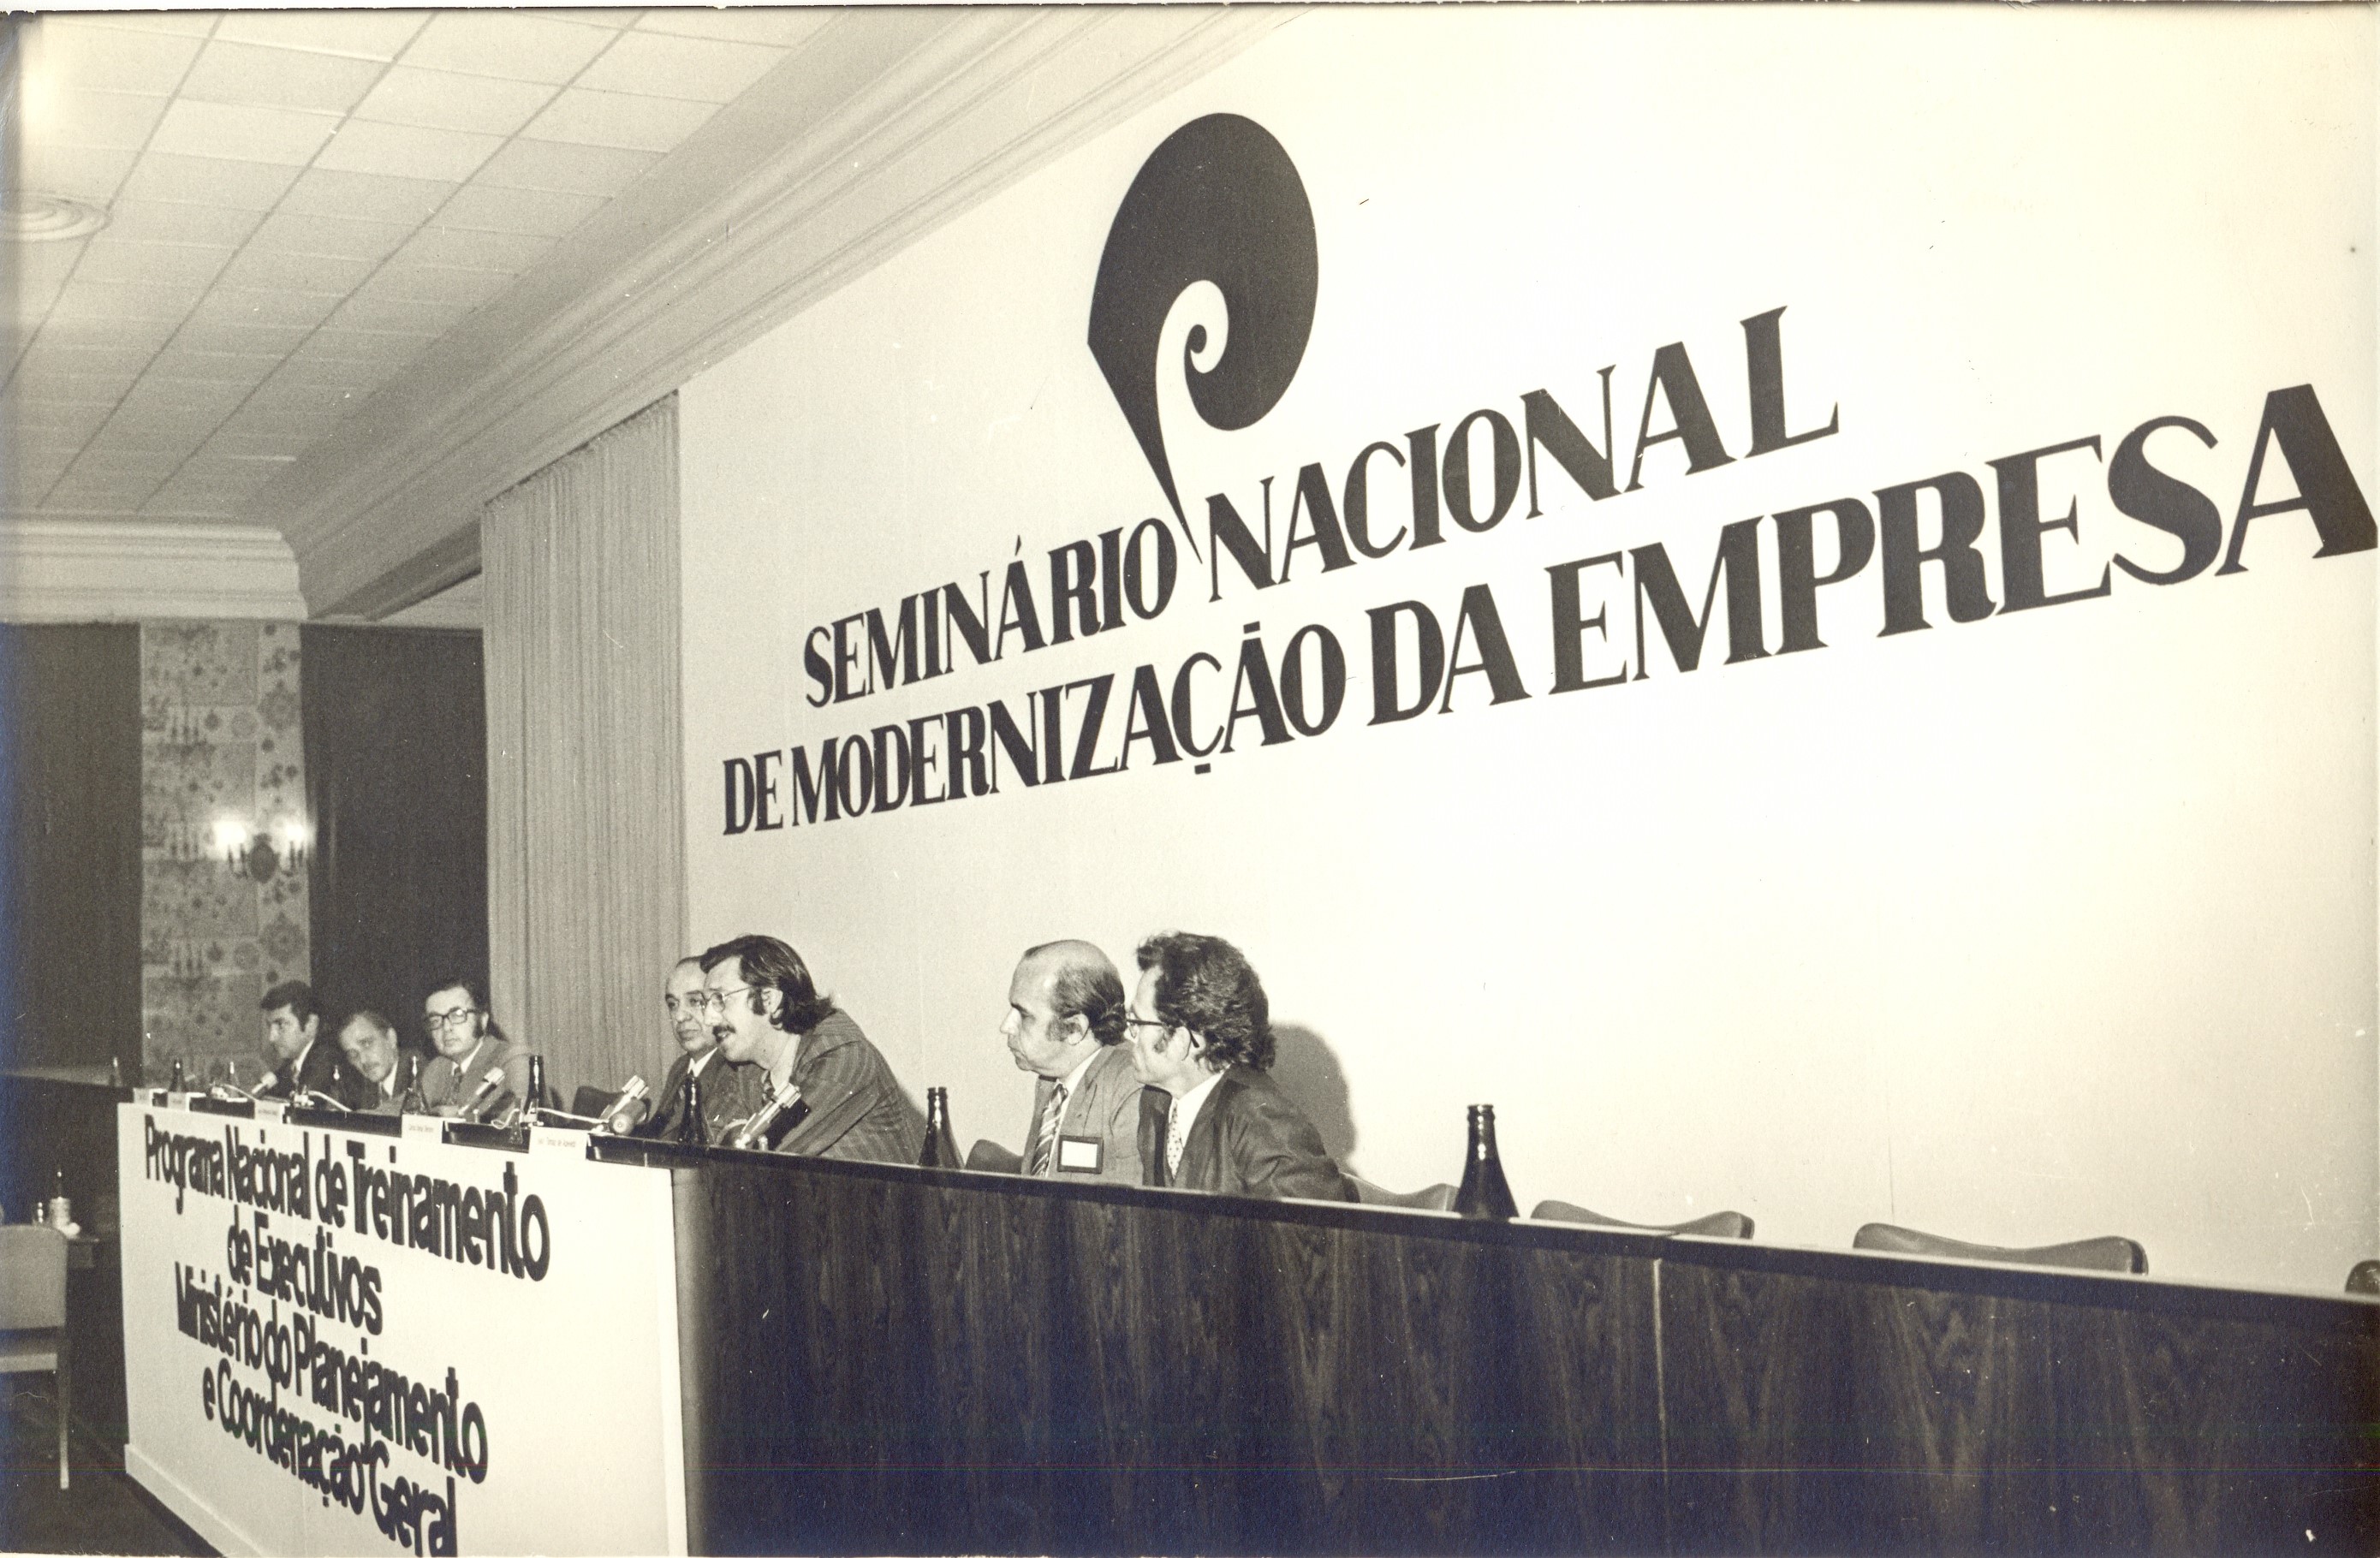 SEMINÁRIO NACIONAL
DE MODERNIZAÇÃO DA EMPRESA
Programa Nacional de Treinamento
de Executivos
Ministério do Planejamento
e Coordenação Geral